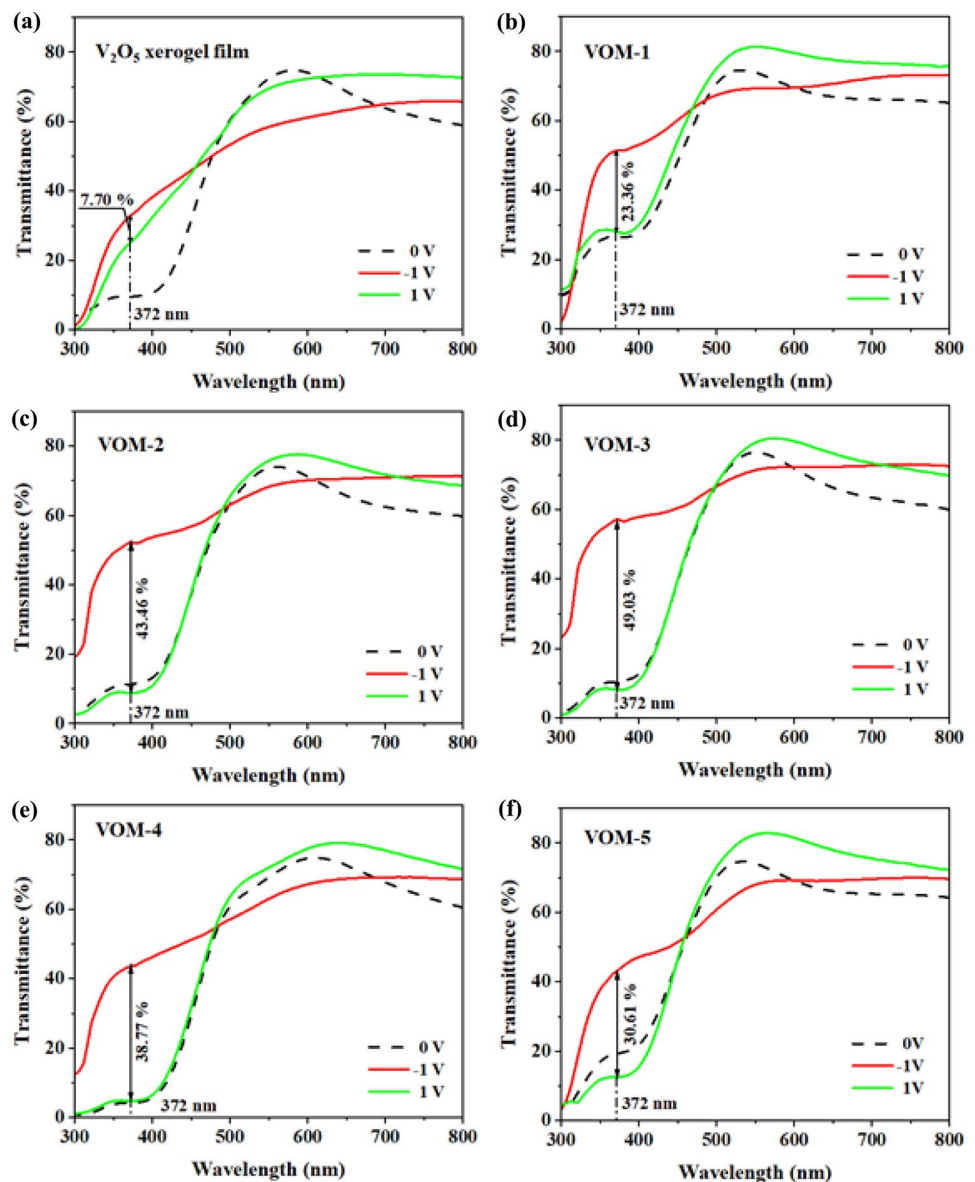 (a)
V₂O₅ xerogel film
Transmittance (%)
80
60
40
20
0
7.70 %
0 V
-1 V
1 V
372 nm
300 400 500 600 700 800
Wavelength (nm)
(b)
VOM-1
Transmittance (%)
80
60
40
20
0
23.36 %
0 V
-1 V
1 V
372 nm
300 400 500 600 700 800
Wavelength (nm)
(c)
VOM-2
Transmittance (%)
80
60
40
20
0
43.46 %
0 V
-1 V
1 V
372 nm
300 400 500 600 700 800
Wavelength (nm)
(d)
VOM-3
Transmittance (%)
80
60
40
20
0
49.03 %
0 V
-1 V
1 V
372 nm
300 400 500 600 700 800
Wavelength (nm)
(e)
VOM-4
Transmittance (%)
80
60
40
20
0
38.77 %
0 V
-1 V
1 V
372 nm
300 400 500 600 700 800
Wavelength (nm)
(f)
VOM-5
Transmittance (%)
80
60
40
20
0
30.61 %
0V
-1 V
1V
372 nm
300 400 500 600 700 800
Wavelength (nm)